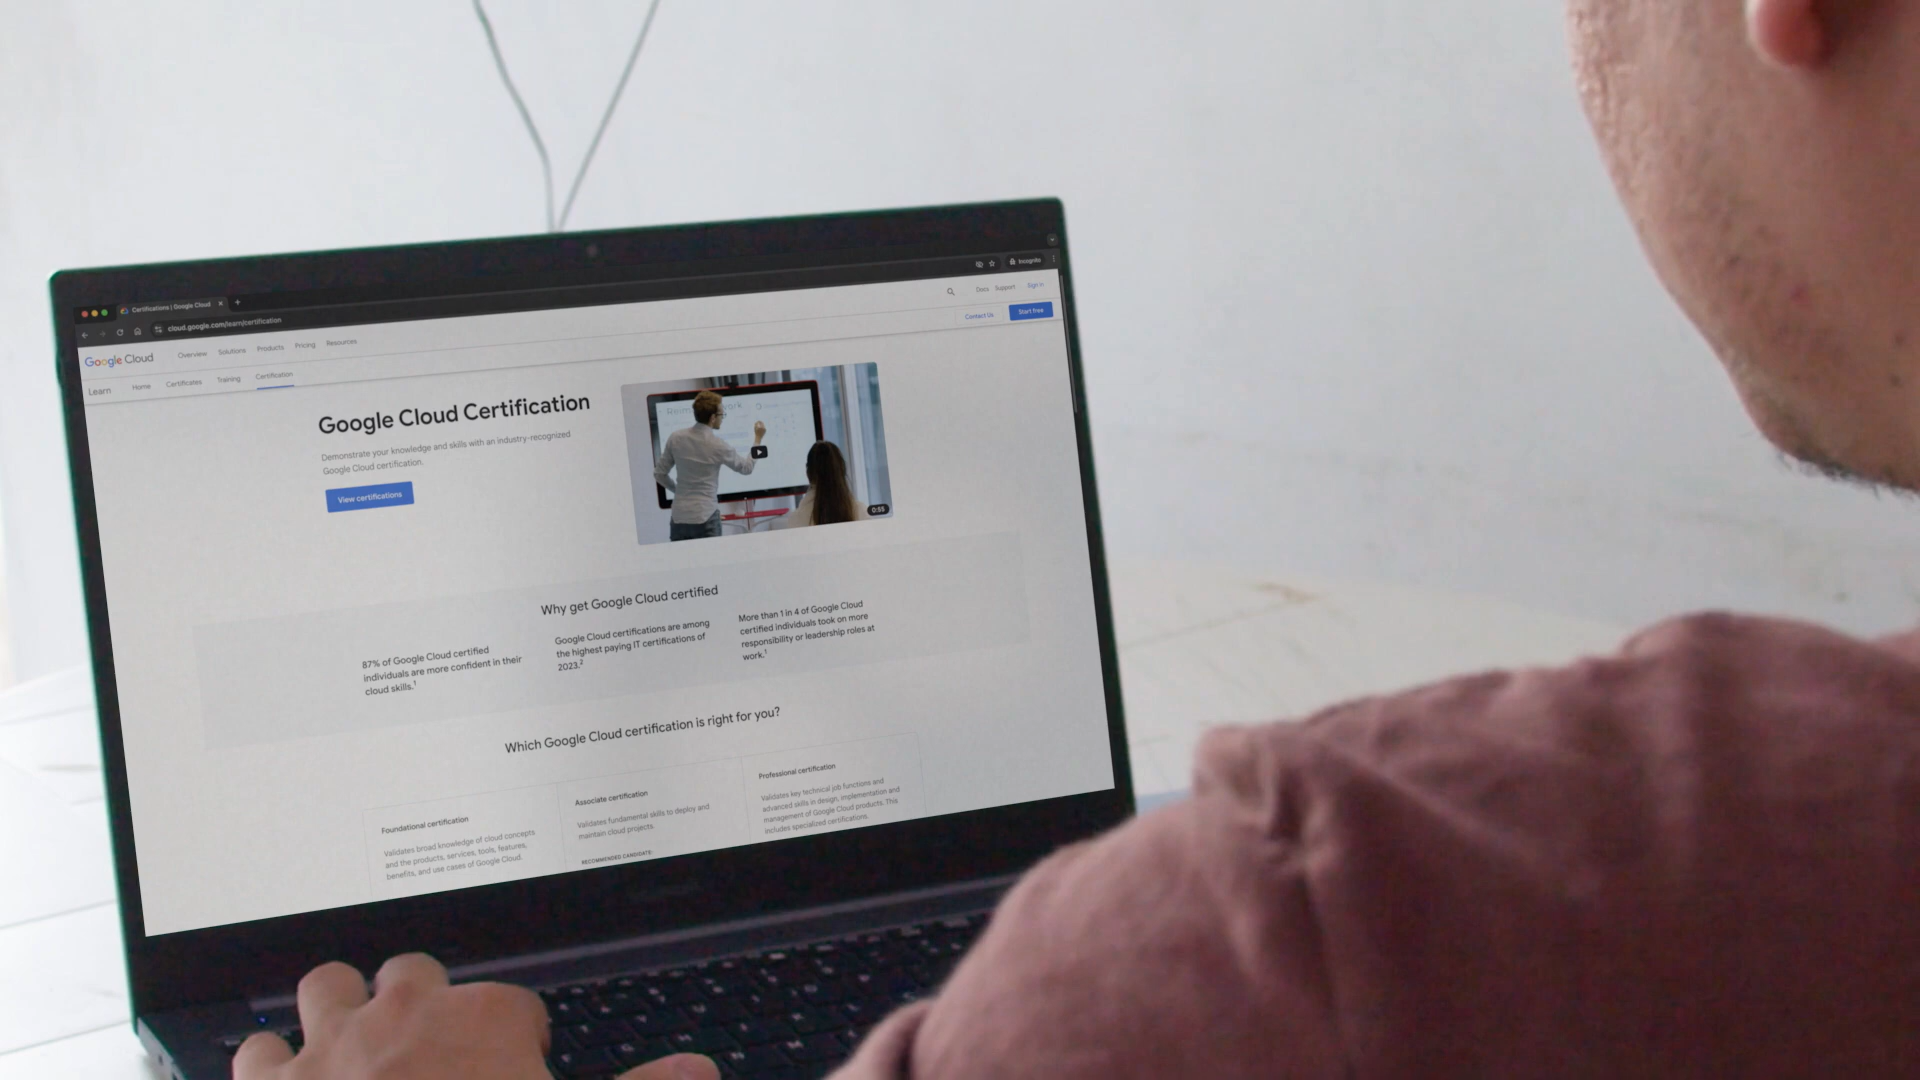 Certifications | Google Cloud
cloud.google.com/learn/certification
Incognito
Google Cloud
Overview
Solutions
Products
Pricing
Resources
Docs
Support
Sign in
Contact Us
Start free
Learn
Home
Certificates
Training
Certification
Google Cloud Certification
Demonstrate your knowledge and skills with an industry-recognized
Google Cloud certification.
View certifications
0:55
Why get Google Cloud certified
87% of Google Cloud certified
individuals are more confident in their
cloud skills.¹
Google Cloud certifications are among
the highest paying IT certifications of
2023.²
More than 1 in 4 of Google Cloud
certified individuals took on more
responsibility or leadership roles at
work.¹
Which Google Cloud certification is right for you?
Foundational certification
Validates broad knowledge of cloud concepts
and the products, services, tools, features,
benefits, and use cases of Google Cloud.
Associate certification
Validates fundamental skills to deploy and
maintain cloud projects.
RECOMMENDED CANDIDATE:
Professional certification
Validates key technical job functions and
advanced skills in design, implementation and
management of Google Cloud products. This
includes specialized certifications.